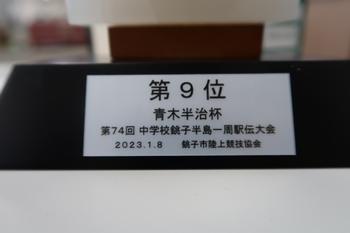 第9位
青木半治杯
第74回 中学校銚子半島一周駅伝大会
2023.1.8 銚子市陸上競技協会